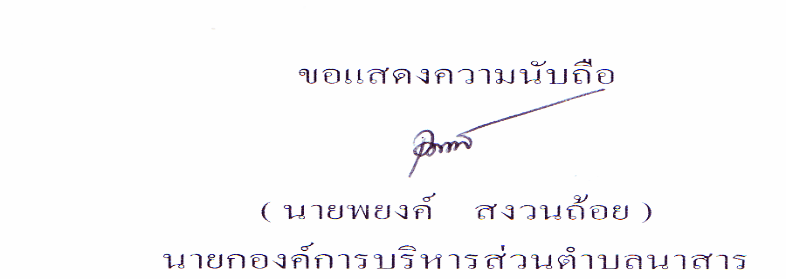 ขอแสดงความนับถือ
( นายพยงค์ สงวนถ้อย )
นายกองค์การบริหารส่วนตำบลนาสาร